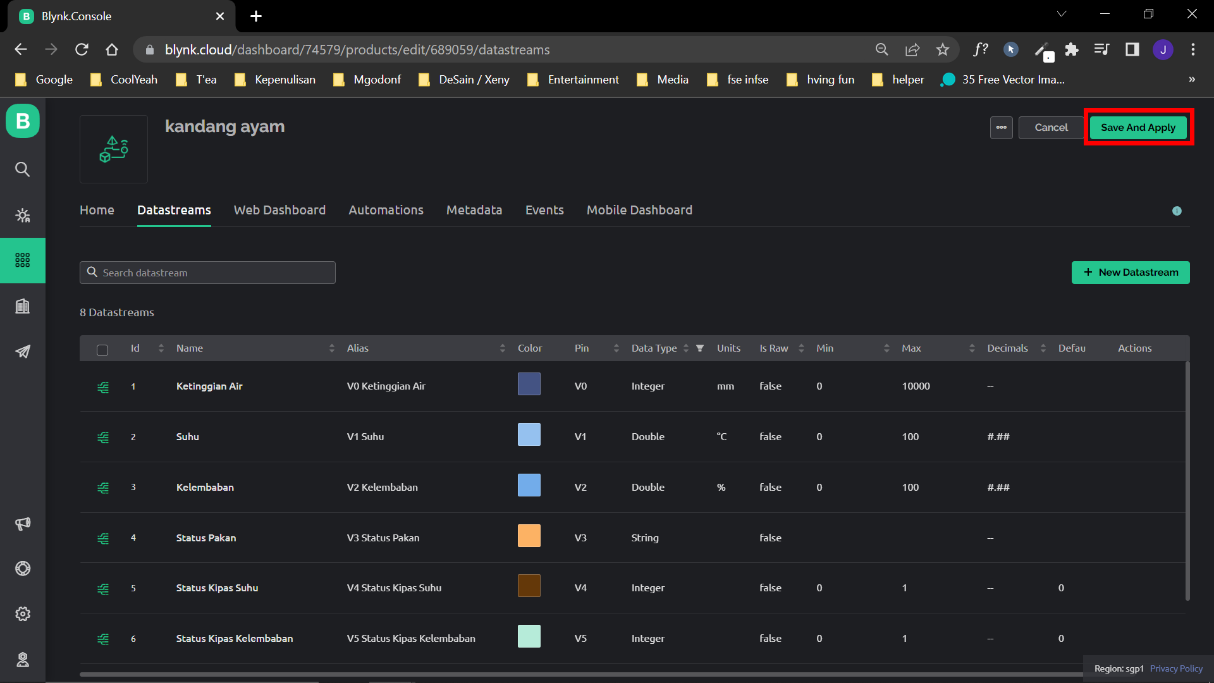 B Blynk.Console
blynk.cloud/dashboard/74579/products/edit/689059/datastreams f? J
Google CoolYeah T'ea Kepenulisan Mgodonf DeSain / Xeny Entertainment Media fse infse hving fun helper 35 Free Vector Ima... »
B
kandang ayam
Cancel Save And Apply
Home Datastreams Web Dashboard Automations Metadata Events Mobile Dashboard
Search datastream + New Datastream
8 Datastreams
Id Name Alias Color Pin Data Type Units Is Raw Min Max Decimals Defau Actions
1 Ketinggian Air V0 Ketinggian Air V0 Integer mm false 0 10000 --
2 Suhu V1 Suhu V1 Double °C false 0 100 #.##
3 Kelembaban V2 Kelembaban V2 Double % false 0 100 #.##
4 Status Pakan V3 Status Pakan V3 String false --
5 Status Kipas Suhu V4 Status Kipas Suhu V4 Integer false 0 1 -- 0
6 Status Kipas Kelembaban V5 Status Kipas Kelembaban V5 Integer false 0 1 -- 0
Region: sgp1 Privacy Policy